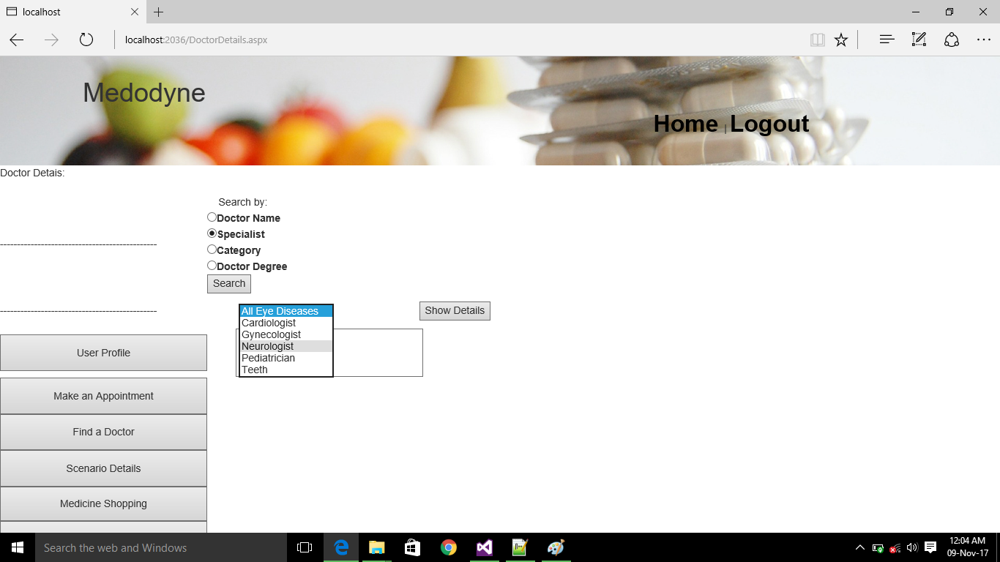 localhost
localhost:2036/DoctorDetails.aspx
Medodyne
Home | Logout
Doctor Detais:
Search by:
Doctor Name
Specialist
----------------------------------------------
Category
Doctor Degree
Search
----------------------------------------------
All Eye Diseases
Show Details
Cardiologist
Gynecologist
Neurologist
Pediatrician
Teeth
User Profile
Make an Appointment
Find a Doctor
Scenario Details
Medicine Shopping
Search the web and Windows
12:04 AM
09-Nov-17